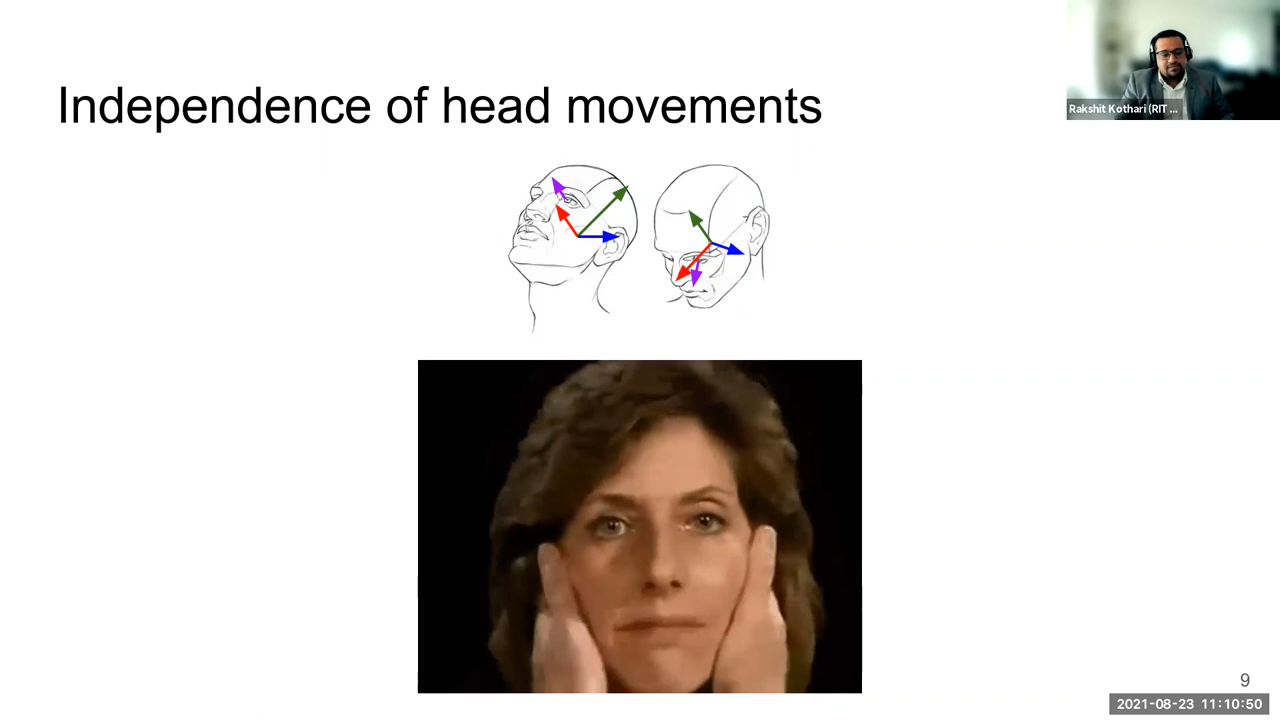 Independence of head movements
Rakshit Kothari (RIT ...
9
2021-08-23 11:10:50